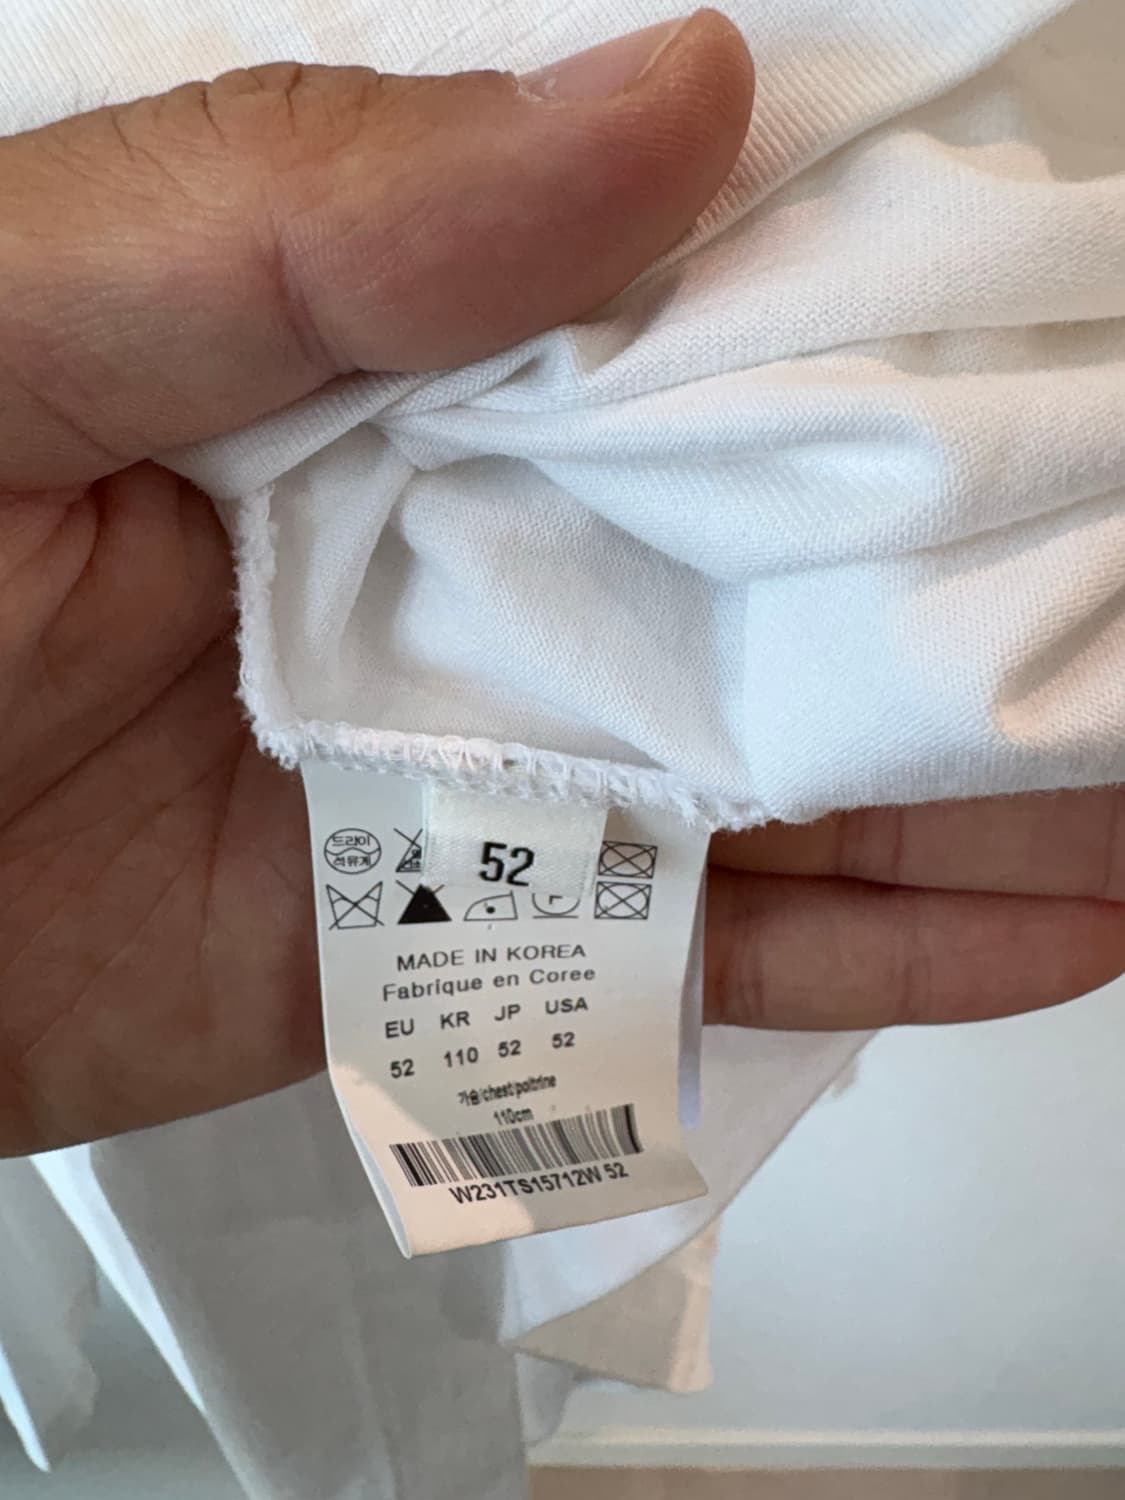 드라이
석유계
52
MADE IN KOREA
Fabrique en Coree
EU KR JP USA
52 110 52 52
가슴/chest/poitrine
110cm
W231TS15712W 52